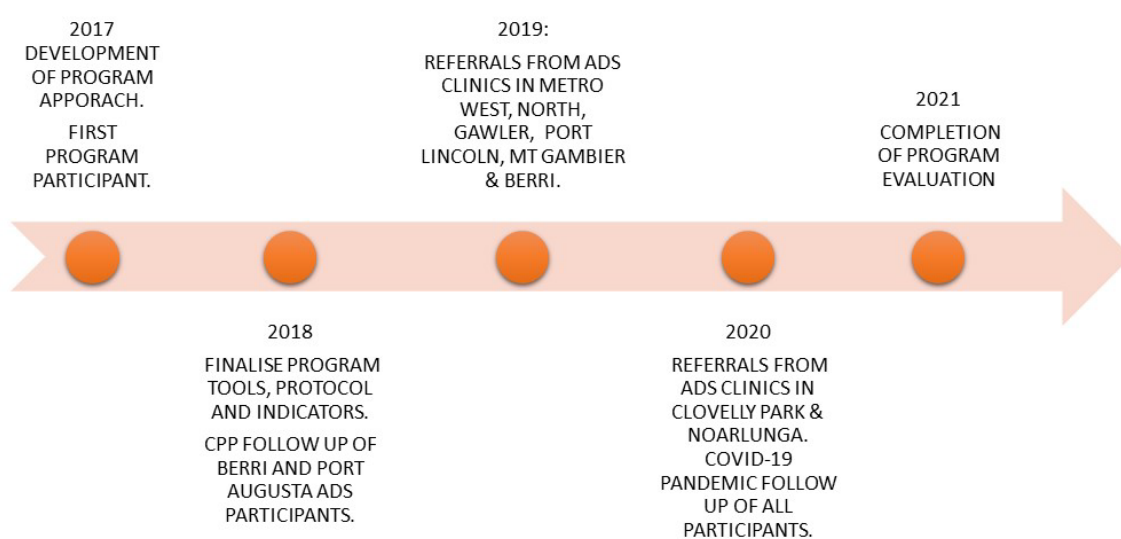 2017
DEVELOPMENT
OF PROGRAM
APPORACH.
FIRST
PROGRAM
PARTICIPANT.
2018
FINALISE PROGRAM
TOOLS, PROTOCOL
AND INDICATORS.
CPP FOLLOW UP OF
BERRI AND PORT
AUGUSTA ADS
PARTICIPANTS.
2019:
REFERRALS FROM ADS
CLINICS IN METRO
WEST, NORTH,
GAWLER, PORT
LINCOLN, MT GAMBIER
& BERRI.
2020
REFERRALS FROM
ADS CLINICS IN
CLOVELLY PARK &
NOARLUNGA.
COVID-19
PANDEMIC FOLLOW
UP OF ALL
PARTICIPANTS.
2021
COMPLETION
OF PROGRAM
EVALUATION